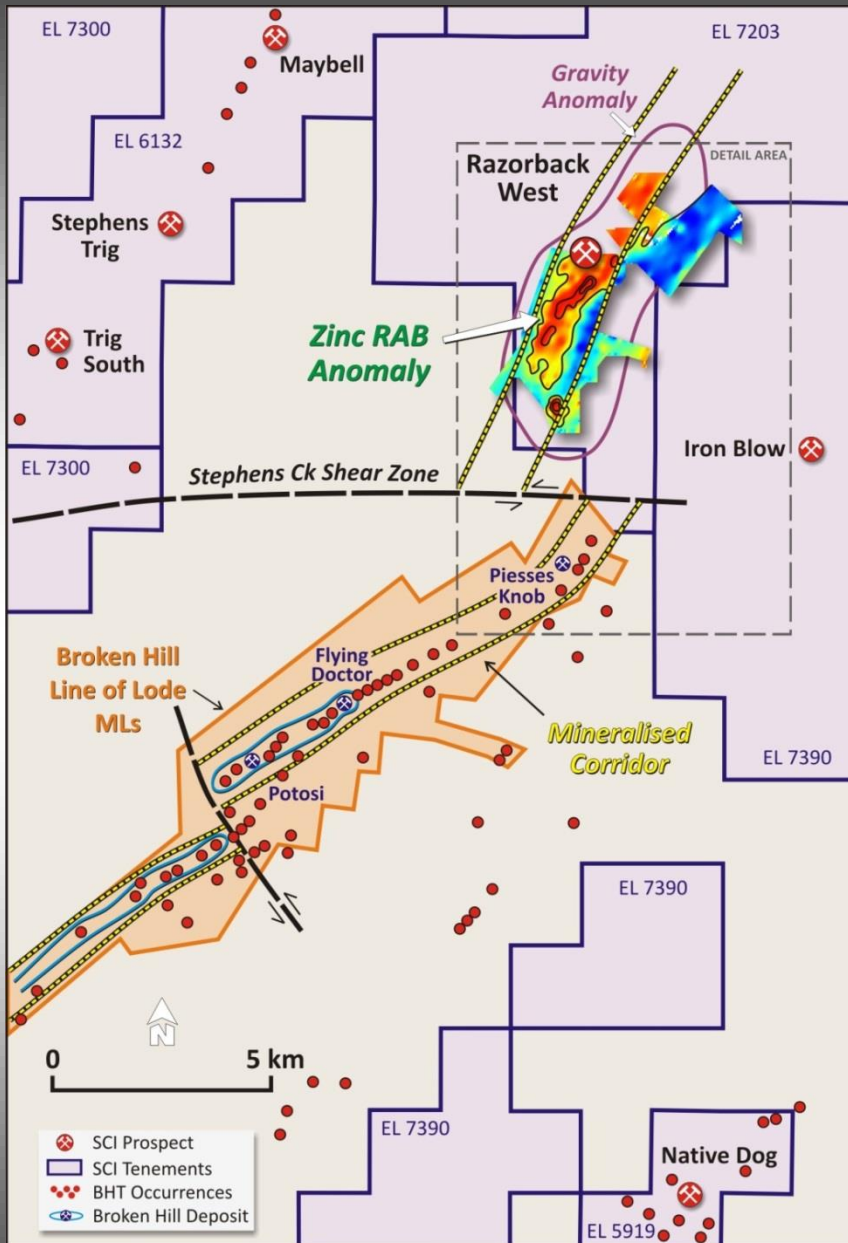 EL 7300
Maybell
EL 7203
Gravity
Anomaly
EL 6132
DETAIL AREA
Razorback
West
Stephens
Trig
Trig
South
Zinc RAB
Anomaly
EL 7300
Iron Blow
Stephens Ck Shear Zone
Piesses
Knob
Flying
Doctor
Broken Hill
Line of Lode
MLs
Mineralised
Corridor
EL 7390
Potosi
EL 7390
N
0 5 km
EL 7390
Native Dog
EL 5919
SCI Prospect
SCI Tenements
BHT Occurrences
Broken Hill Deposit